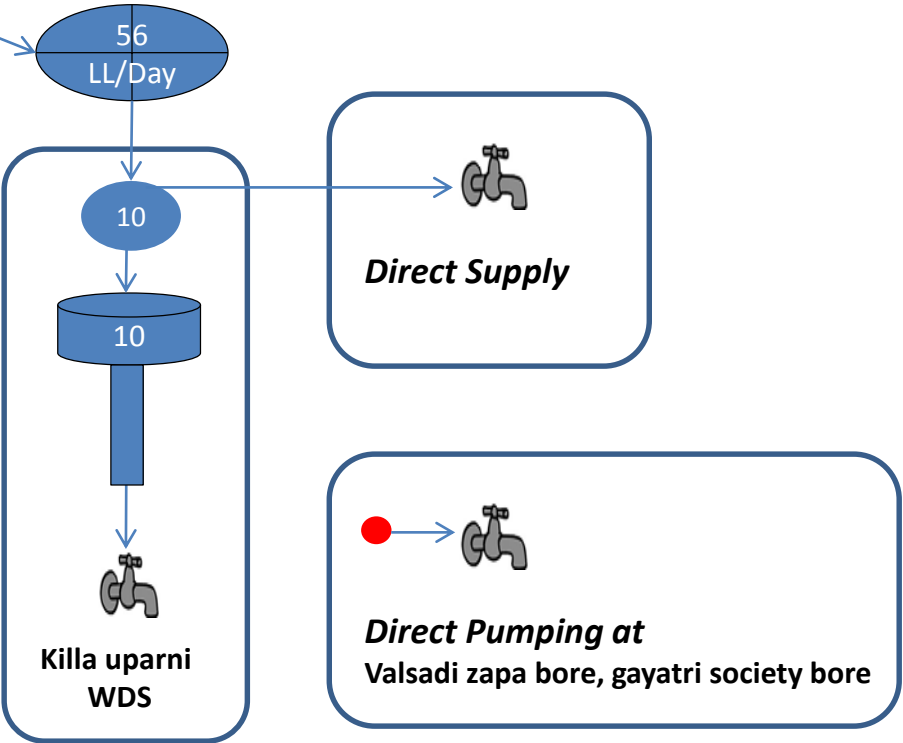 56
LL/Day
10
Direct Supply
10
Direct Pumping at
Valsadi zapa bore, gayatri society bore
Killa uparni
WDS